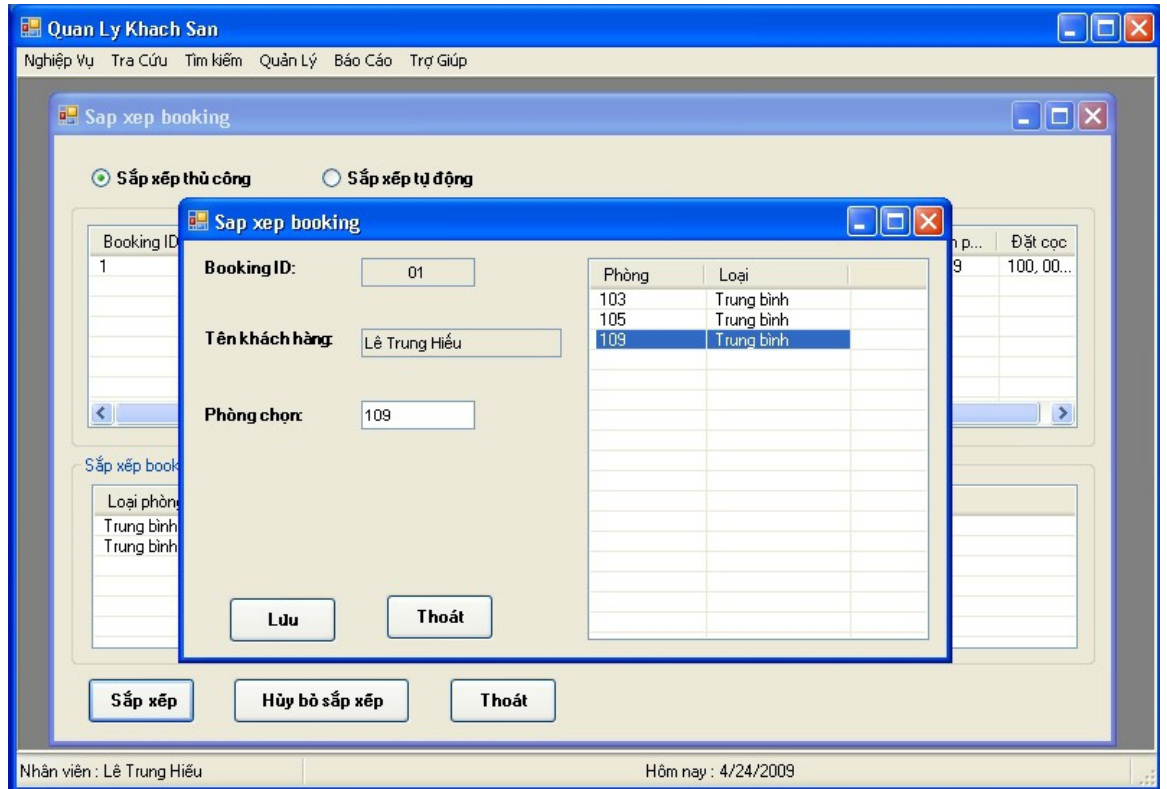 Quan Ly Khach San
Nghiệp Vụ Tra Cứu Tìm kiếm Quản Lý Báo Cáo Trợ Giúp
Sap xep booking
Sắp xếp thủ công Sắp xếp tự động
Booking ID p... Đặt cọc
1 9 100, 00...
Sap xep booking
Booking ID: 01
Tên khách hàng: Lê Trung Hiếu
Phòng chọn: 109
Phòng Loại
103 Trung bình
105 Trung bình
109 Trung bình
Lưu Thoát
Sắp xếp book
Loại phòng
Trung bình
Trung bình
Sắp xếp Hủy bỏ sắp xếp Thoát
Nhân viên : Lê Trung Hiếu Hôm nay : 4/24/2009